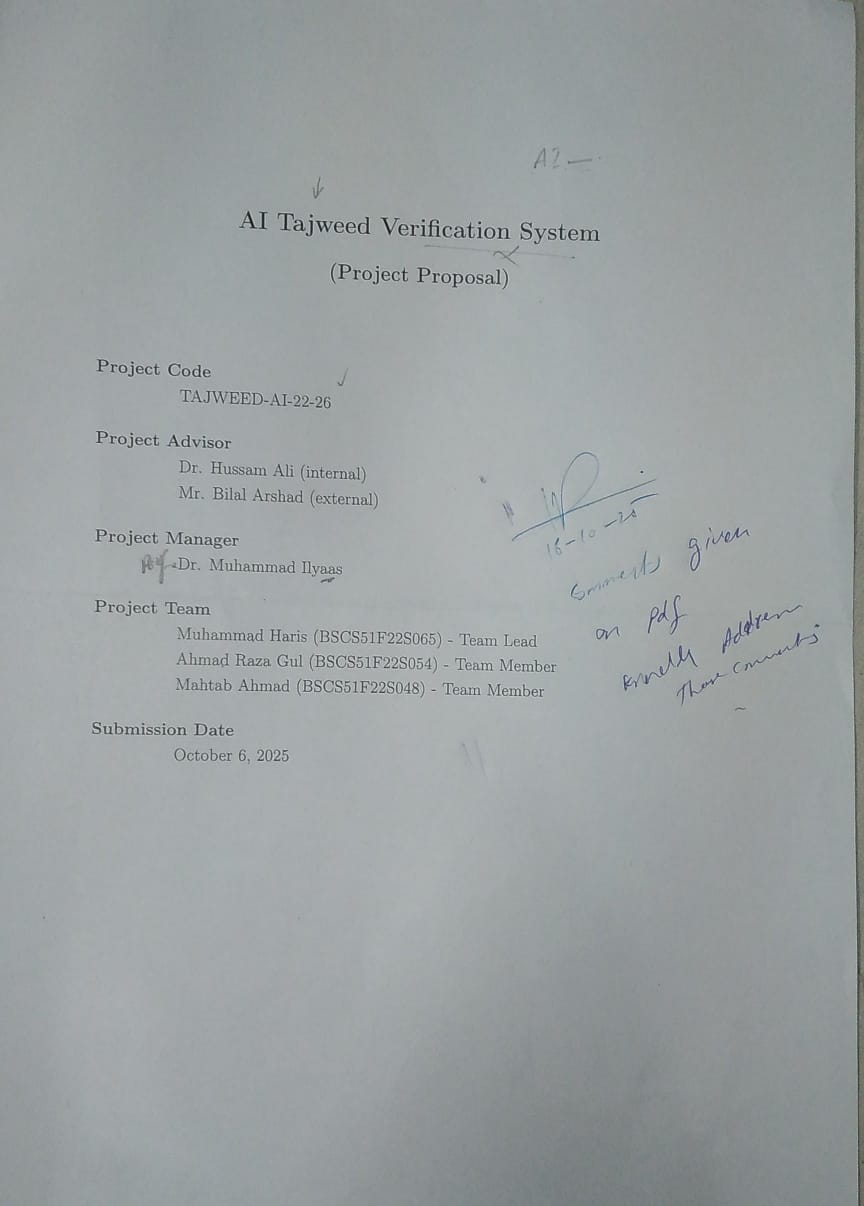 A2 —
AI Tajweed Verification System
(Project Proposal)
Project Code
TAJWEED-AI-22-26
Project Advisor
Dr. Hussam Ali (internal)
Mr. Bilal Arshad (external)
Project Manager
Dr. Muhammad Ilyaas
Project Team
Muhammad Haris (BSCS51F22S065) - Team Lead
Ahmad Raza Gul (BSCS51F22S054) - Team Member
Mahtab Ahmad (BSCS51F22S048) - Team Member
Submission Date
October 6, 2025
-10-25
Comments given
on pdf
Address
Those Comments